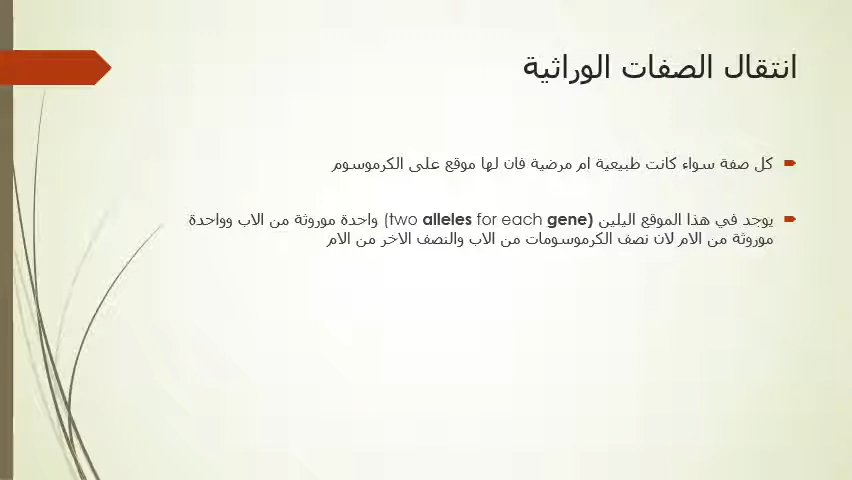 انتقال الصفات الوراثية
كل صفة سواء كانت طبيعية ام مرضية فان لها موقع على الكرموسوم
يوجد في هذا الموقع اليلين (two alleles for each gene) واحدة موروثة من الاب وواحدة
موروثة من الام لان نصف الكرموسومات من الاب والنصف الاخر من الام